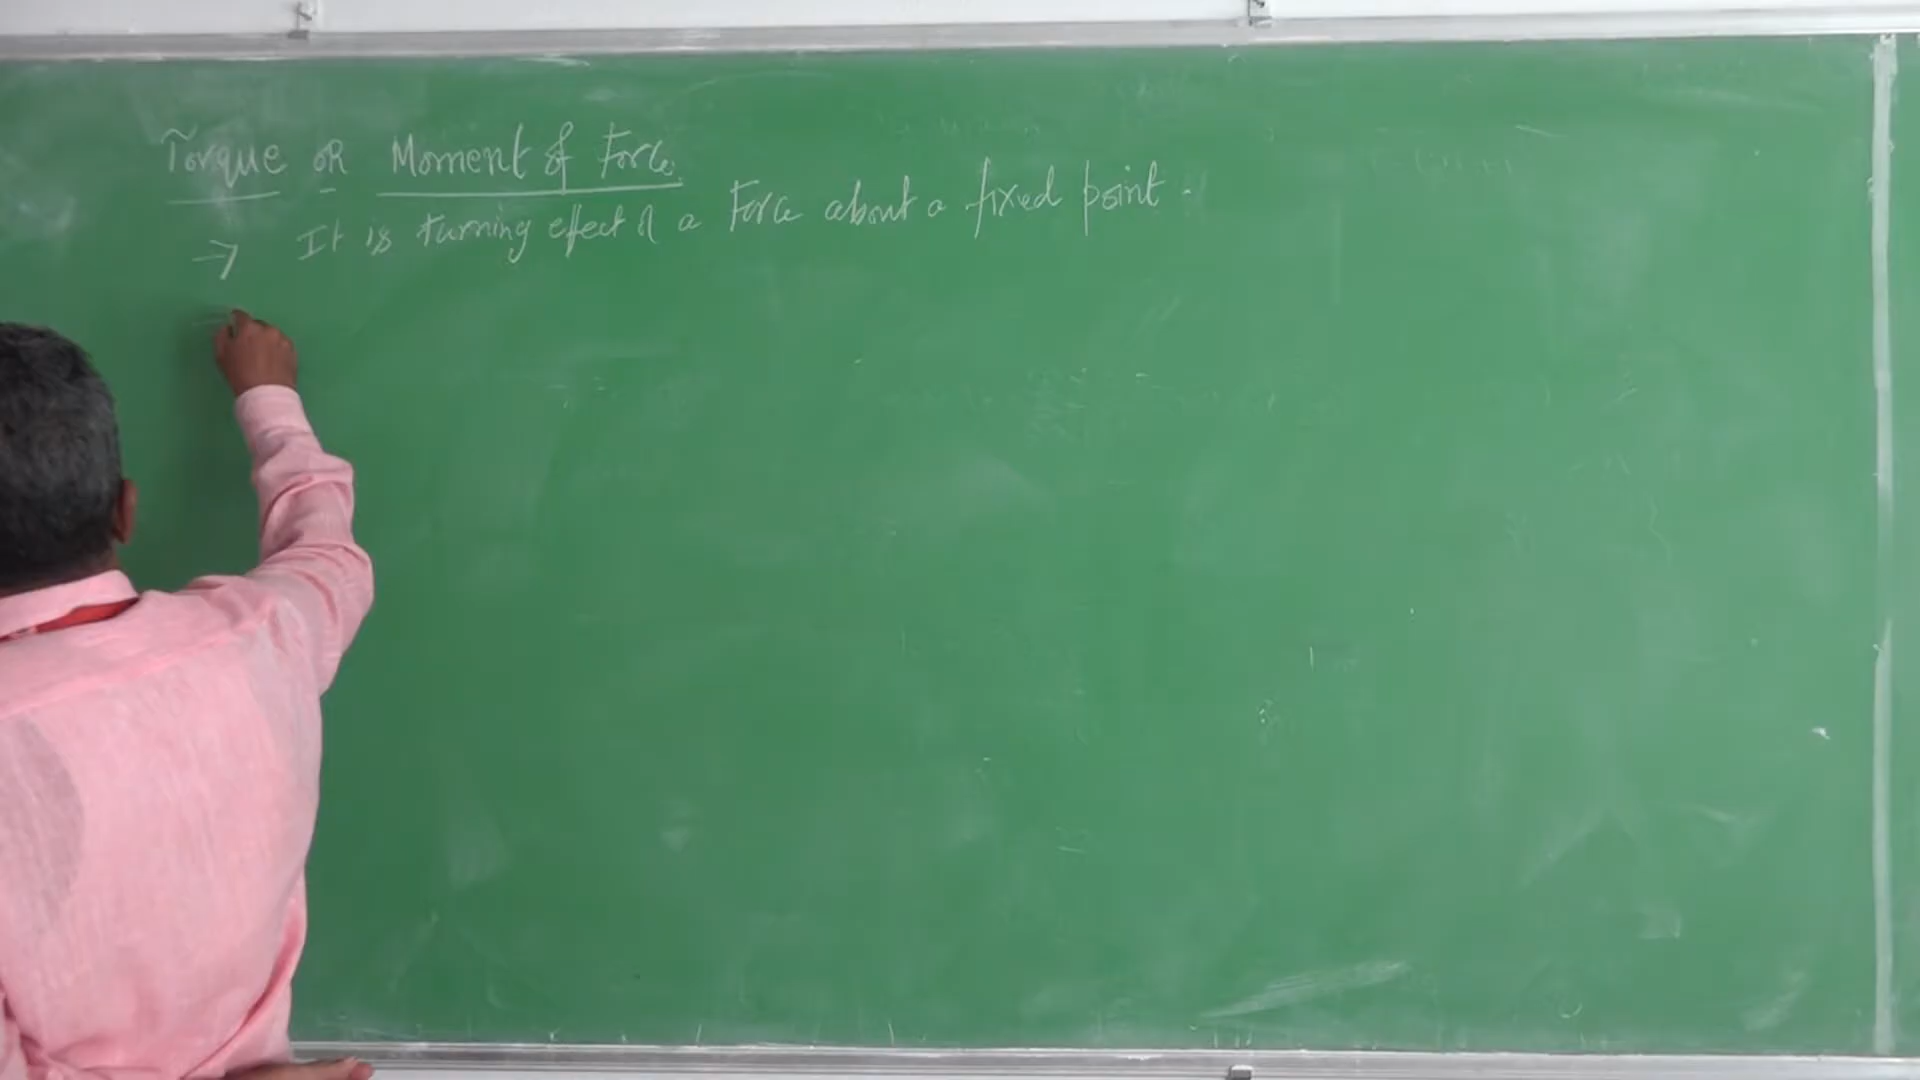 Torque OR Moment of Force.
→ It is turning effect of a Force about a fixed point.